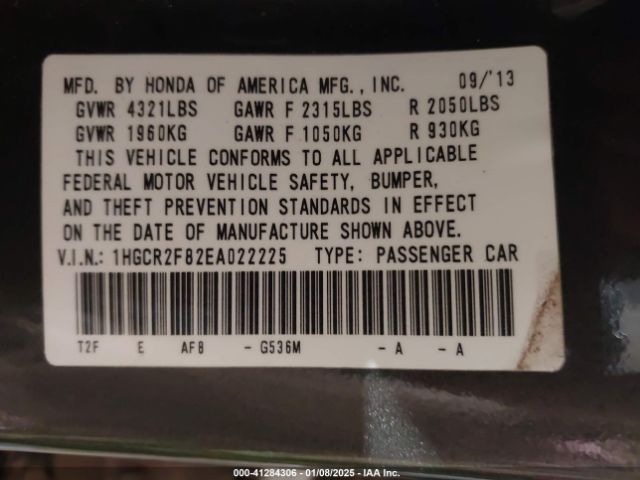 MFD. BY HONDA OF AMERICA MFG., INC. 09/'13
GVWR 4321LBS GAWR F 2315LBS R 2050LBS
GVWR 1960KG GAWR F 1050KG R 930KG
THIS VEHICLE CONFORMS TO ALL APPLICABLE
FEDERAL MOTOR VEHICLE SAFETY, BUMPER,
AND THEFT PREVENTION STANDARDS IN EFFECT
ON THE DATE OF MANUFACTURE SHOWN ABOVE.
V.I.N.: 1HGCR2F82EA022225 TYPE: PASSENGER CAR
T2F E AF8 - G536M - A - A
000-41284306 - 01/08/2025 - IAA Inc.